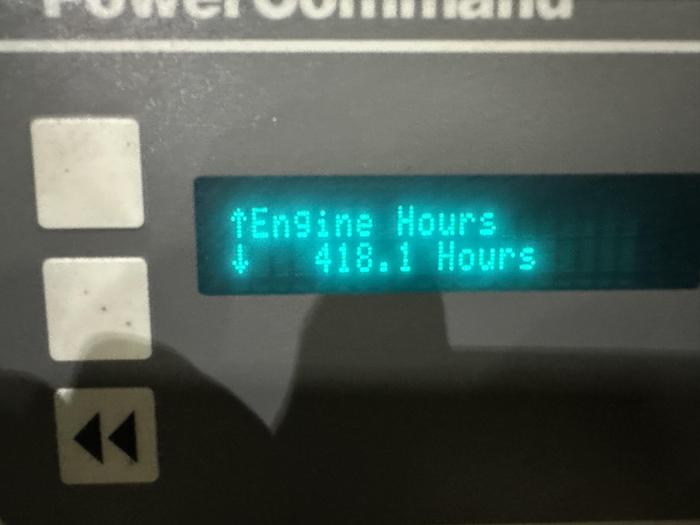 PowerCommand
↑Engine Hours
↓ 418.1 Hours